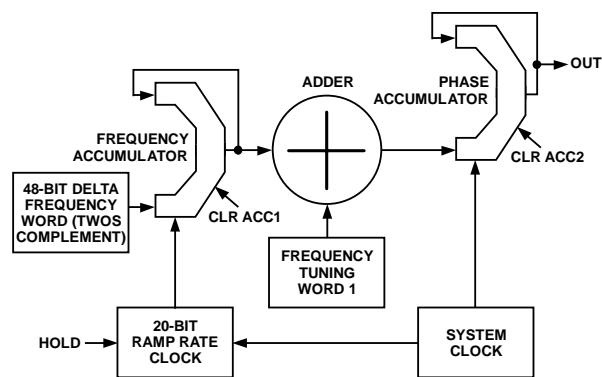 ADDER
PHASE
ACCUMULATOR
OUT
FREQUENCY
ACCUMULATOR
CLR ACC2
48-BIT DELTA
FREQUENCY
WORD (TWOS
COMPLEMENT)
CLR ACC1
FREQUENCY
TUNING
WORD 1
HOLD
20-BIT
RAMP RATE
CLOCK
SYSTEM
CLOCK